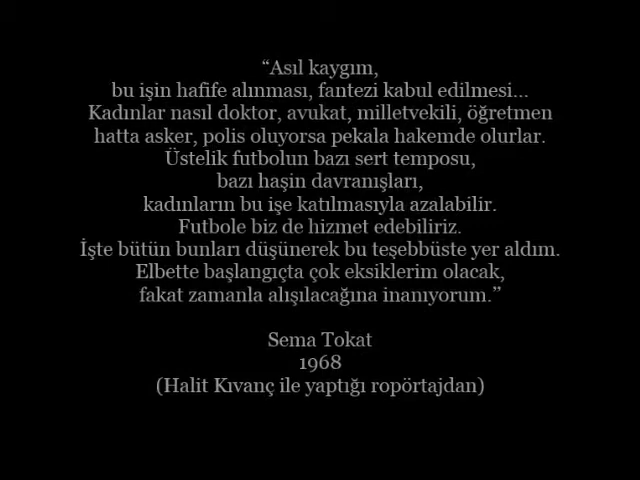 “Asıl kaygım,
bu işin hafife alınması, fantezi kabul edilmesi...
Kadınlar nasıl doktor, avukat, milletvekili, öğretmen
hatta asker, polis oluyorsa pekala hakemde olurlar.
Üstelik futbolun bazı sert temposu,
bazı haşin davranışları,
kadınların bu işe katılmasıyla azalabilir.
Futbole biz de hizmet edebiliriz.
İşte bütün bunları düşünerek bu teşebbüste yer aldım.
Elbette başlangıçta çok eksiklerim olacak,
fakat zamanla alışılacağına inanıyorum.”
Sema Tokat
1968
(Halit Kıvanç ile yaptığı ropörtajdan)